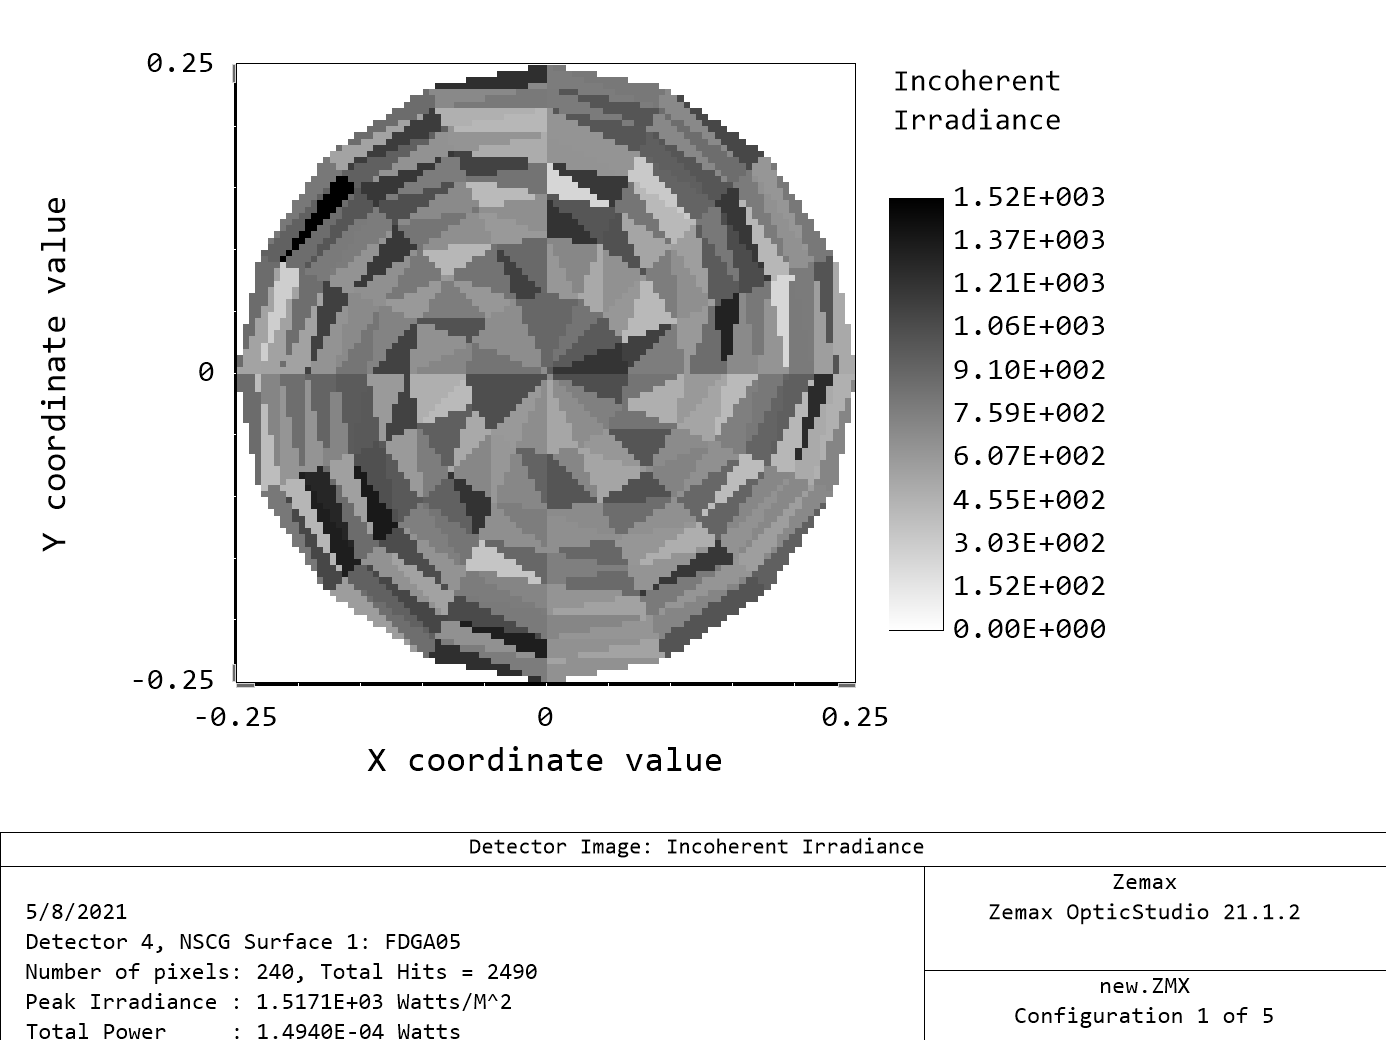 0.25
0
-0.25
-0.25
0
0.25
Y coordinate value
X coordinate value
Incoherent
Irradiance
1.52E+003
1.37E+003
1.21E+003
1.06E+003
9.10E+002
7.59E+002
6.07E+002
4.55E+002
3.03E+002
1.52E+002
0.00E+000
Detector Image: Incoherent Irradiance
5/8/2021
Detector 4, NSCG Surface 1: FDGA05
Number of pixels: 240, Total Hits = 2490
Peak Irradiance : 1.5171E+03 Watts/M^2
Total Power : 1.4940E-04 Watts
Zemax
Zemax OpticStudio 21.1.2
new.ZMX
Configuration 1 of 5